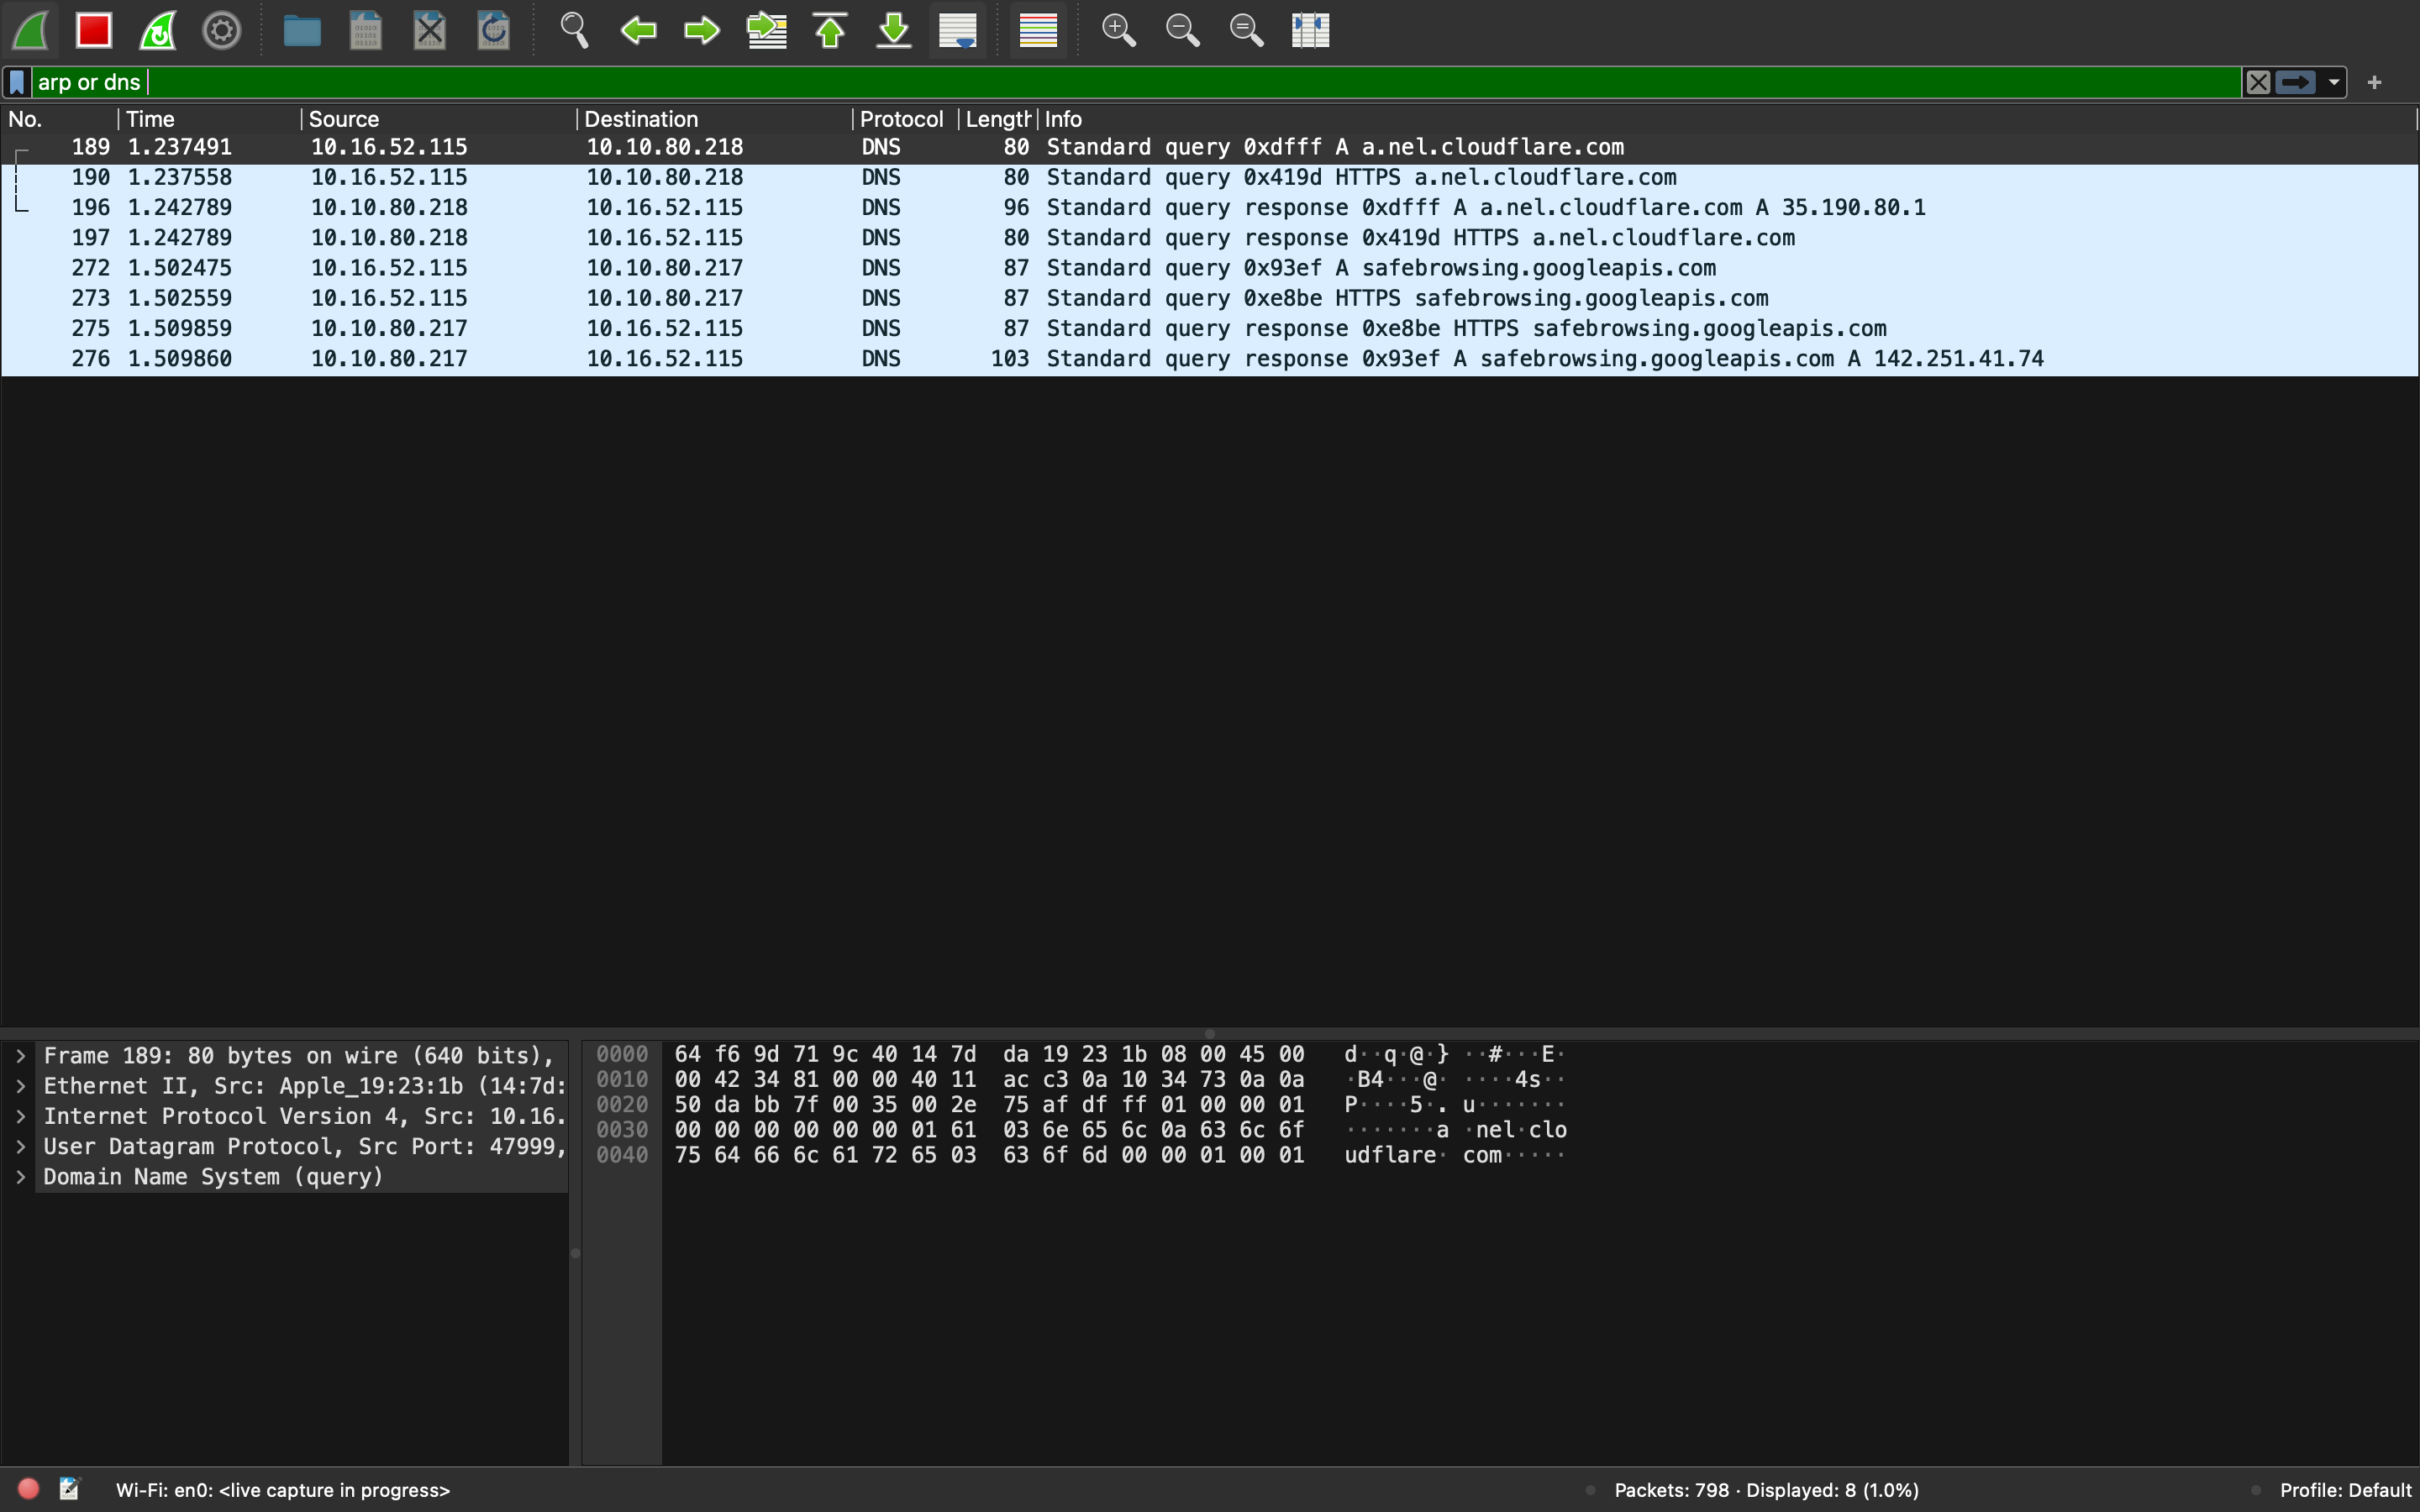 arp or dns
No. Time Source Destination Protocol Length Info
189 1.237491 10.16.52.115 10.10.80.218 DNS 80 Standard query 0xdfff A a.nel.cloudflare.com
190 1.237558 10.16.52.115 10.10.80.218 DNS 80 Standard query 0x419d HTTPS a.nel.cloudflare.com
196 1.242789 10.10.80.218 10.16.52.115 DNS 96 Standard query response 0xdfff A a.nel.cloudflare.com A 35.190.80.1
197 1.242789 10.10.80.218 10.16.52.115 DNS 80 Standard query response 0x419d HTTPS a.nel.cloudflare.com
272 1.502475 10.16.52.115 10.10.80.217 DNS 87 Standard query 0x93ef A safebrowsing.googleapis.com
273 1.502559 10.16.52.115 10.10.80.217 DNS 87 Standard query 0xe8be HTTPS safebrowsing.googleapis.com
275 1.509859 10.10.80.217 10.16.52.115 DNS 87 Standard query response 0xe8be HTTPS safebrowsing.googleapis.com
276 1.509860 10.10.80.217 10.16.52.115 DNS 103 Standard query response 0x93ef A safebrowsing.googleapis.com A 142.251.41.74
Frame 189: 80 bytes on wire (640 bits),
Ethernet II, Src: Apple_19:23:1b (14:7d:
Internet Protocol Version 4, Src: 10.16.
User Datagram Protocol, Src Port: 47999,
Domain Name System (query)
0000 64 f6 9d 71 9c 40 14 7d da 19 23 1b 08 00 45 00 d··q·@·} ··#···E·
0010 00 42 34 81 00 00 40 11 ac c3 0a 10 34 73 0a 0a ·B4···@· ····4s··
0020 50 da bb 7f 00 35 00 2e 75 af df ff 01 00 00 01 P····5·. u·······
0030 00 00 00 00 00 00 01 61 03 6e 65 6c 0a 63 6c 6f ·······a ·nel·clo
0040 75 64 66 6c 61 72 65 03 63 6f 6d 00 00 01 00 01 udflare· com·····
Wi-Fi: en0: <live capture in progress> Packets: 798 · Displayed: 8 (1.0%) Profile: Default